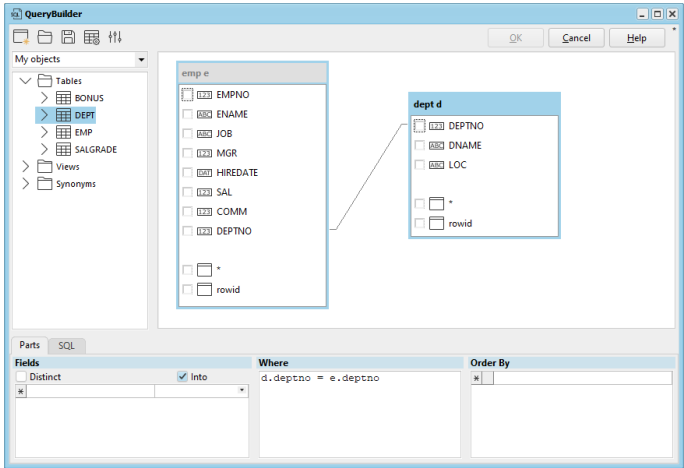 QueryBuilder
OK Cancel Help
My objects
Tables
BONUS
DEPT
EMP
SALGRADE
Views
Synonyms
emp e
123 EMPNO
ABC ENAME
ABC JOB
123 MGR
DAT HIREDATE
123 SAL
123 COMM
123 DEPTNO
*
rowid
dept d
123 DEPTNO
ABC DNAME
ABC LOC
*
rowid
Parts SQL
Fields
Distinct Into
*
Where
d.deptno = e.deptno
Order By
*